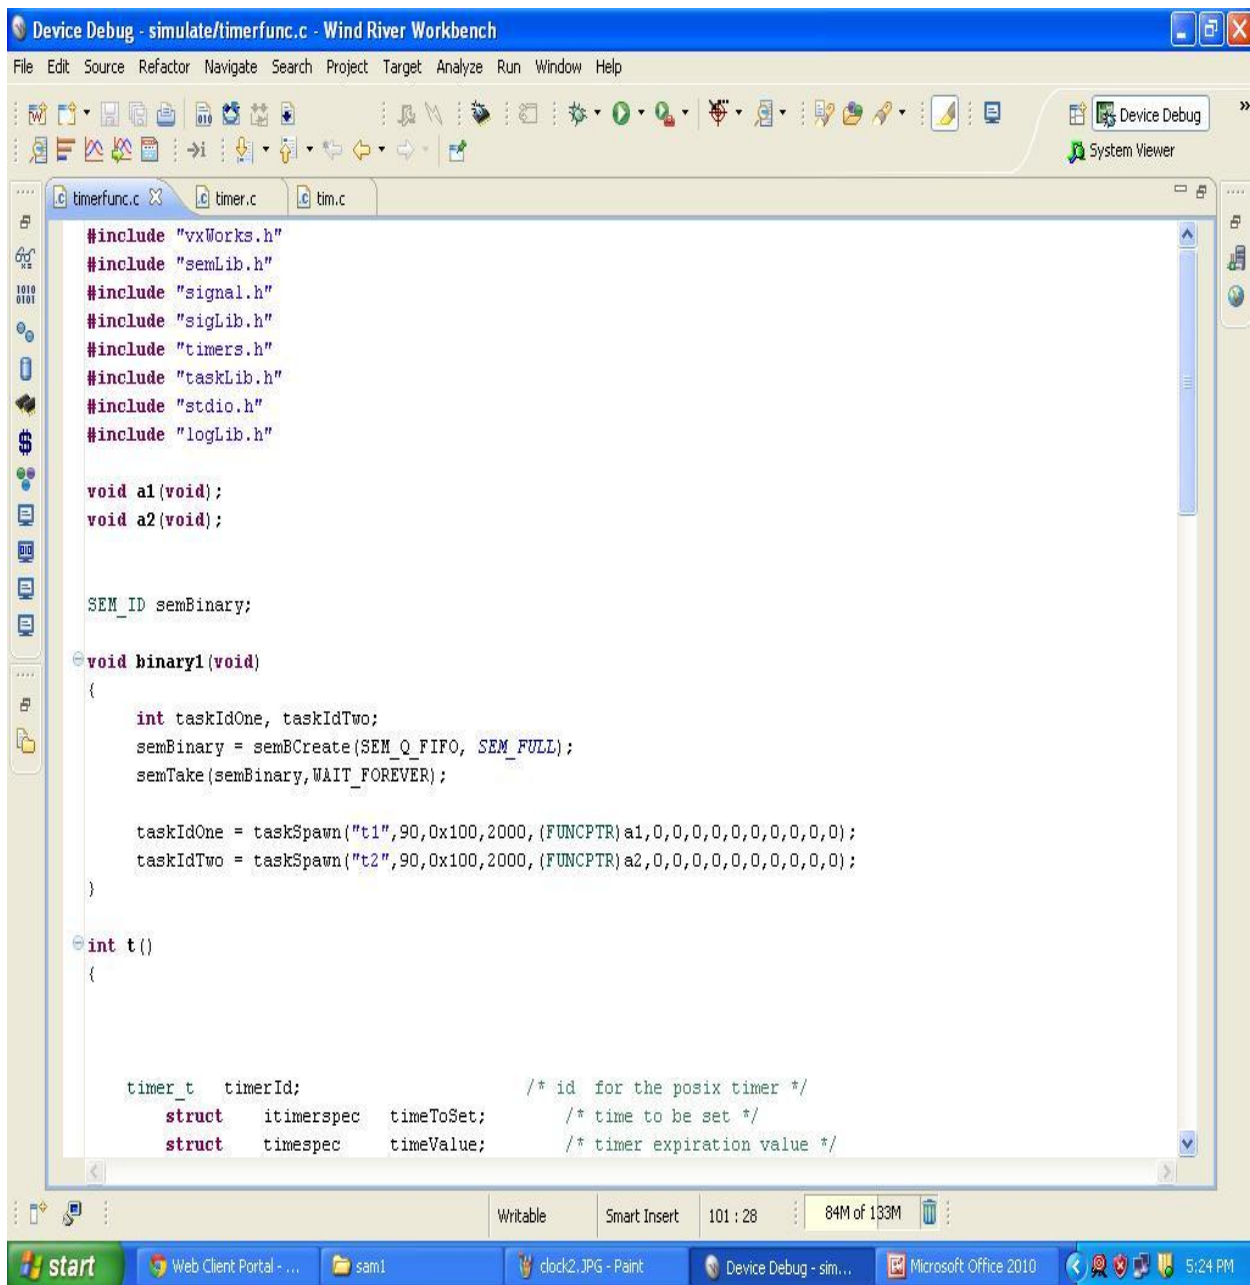 Device Debug - simulate/timerfunc.c - Wind River Workbench
File Edit Source Refactor Navigate Search Project Target Analyze Run Window Help
Device Debug
System Viewer
timerfunc.c timer.c tim.c
#include "vxWorks.h"
#include "semLib.h"
#include "signal.h"
#include "sigLib.h"
#include "timers.h"
#include "taskLib.h"
#include "stdio.h"
#include "logLib.h"
void a1(void);
void a2(void);
SEM_ID semBinary;
void binary1(void)
{
int taskIdOne, taskIdTwo;
semBinary = semBCreate(SEM_Q_FIFO, SEM_FULL);
semTake(semBinary,WAIT_FOREVER);
taskIdOne = taskSpawn("t1",90,0x100,2000,(FUNCPTR)a1,0,0,0,0,0,0,0,0,0,0);
taskIdTwo = taskSpawn("t2",90,0x100,2000,(FUNCPTR)a2,0,0,0,0,0,0,0,0,0,0);
}
int t()
{
timer_t timerId; /* id for the posix timer */
struct itimerspec timeToSet; /* time to be set */
struct timespec timeValue; /* timer expiration value */
Writable Smart Insert 101 : 28 84M of 133M
start Web Client Portal - ... sam1 clock2.JPG - Paint Device Debug - sim... Microsoft Office 2010 5:24 PM